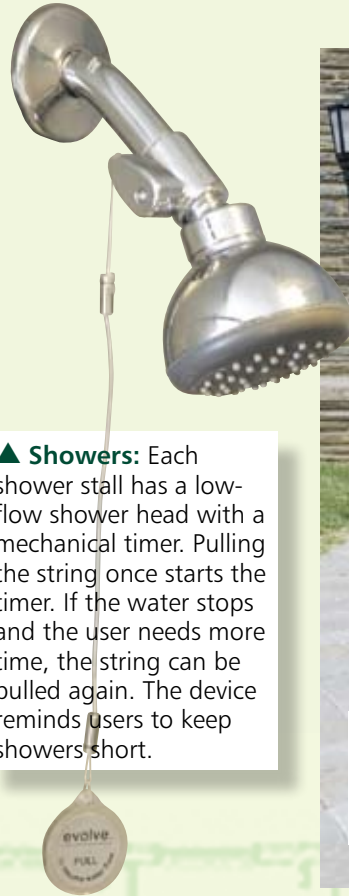 ▲ Showers: Each
shower stall has a low-
flow shower head with a
mechanical timer. Pulling
the string once starts the
timer. If the water stops
and the user needs more
time, the string can be
pulled again. The device
reminds users to keep
showers short.
evolve
PULL